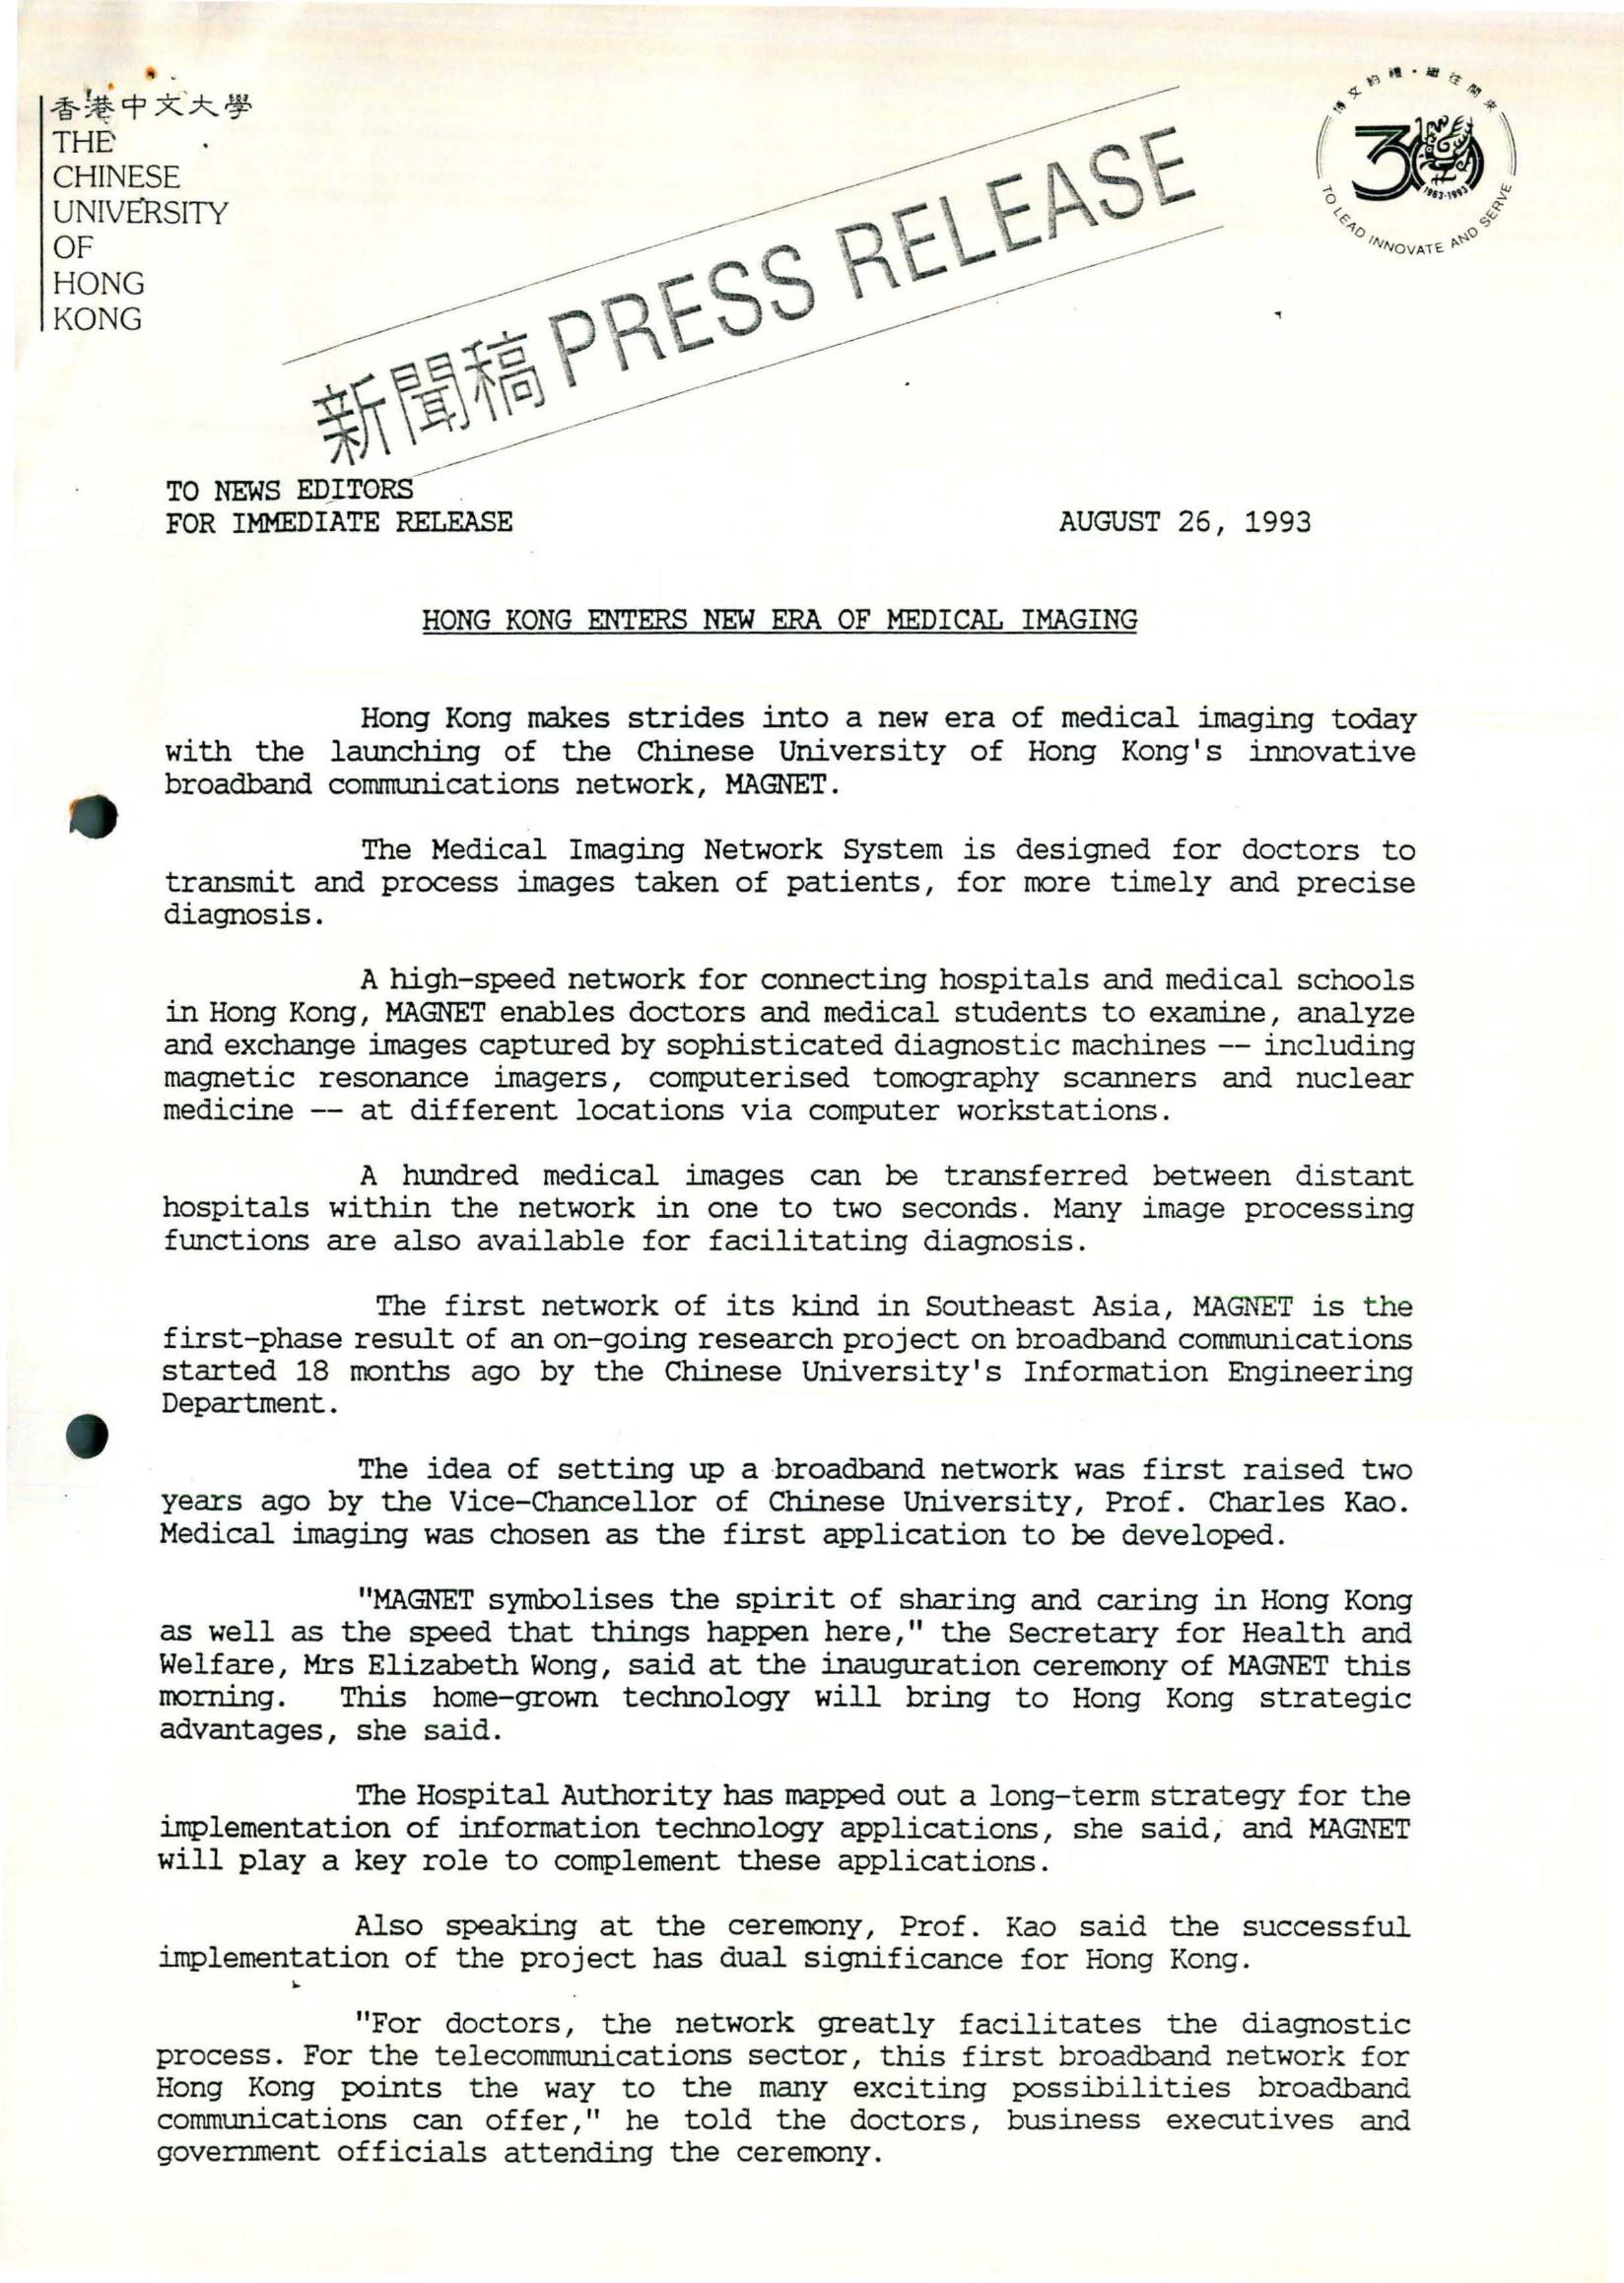 香港中文大學
THE
CHINESE
UNIVERSITY
OF
HONG
KONG
博文約禮·繼往開來
30
1963-1993
TO LEAD INNOVATE AND SERVE
新聞稿 PRESS RELEASE
TO NEWS EDITORS
FOR IMMEDIATE RELEASE AUGUST 26, 1993
HONG KONG ENTERS NEW ERA OF MEDICAL IMAGING
Hong Kong makes strides into a new era of medical imaging today
with the launching of the Chinese University of Hong Kong's innovative
broadband communications network, MAGNET.
The Medical Imaging Network System is designed for doctors to
transmit and process images taken of patients, for more timely and precise
diagnosis.
A high-speed network for connecting hospitals and medical schools
in Hong Kong, MAGNET enables doctors and medical students to examine, analyze
and exchange images captured by sophisticated diagnostic machines -- including
magnetic resonance imagers, computerised tomography scanners and nuclear
medicine -- at different locations via computer workstations.
A hundred medical images can be transferred between distant
hospitals within the network in one to two seconds. Many image processing
functions are also available for facilitating diagnosis.
The first network of its kind in Southeast Asia, MAGNET is the
first-phase result of an on-going research project on broadband communications
started 18 months ago by the Chinese University's Information Engineering
Department.
The idea of setting up a broadband network was first raised two
years ago by the Vice-Chancellor of Chinese University, Prof. Charles Kao.
Medical imaging was chosen as the first application to be developed.
"MAGNET symbolises the spirit of sharing and caring in Hong Kong
as well as the speed that things happen here," the Secretary for Health and
Welfare, Mrs Elizabeth Wong, said at the inauguration ceremony of MAGNET this
morning. This home-grown technology will bring to Hong Kong strategic
advantages, she said.
The Hospital Authority has mapped out a long-term strategy for the
implementation of information technology applications, she said, and MAGNET
will play a key role to complement these applications.
Also speaking at the ceremony, Prof. Kao said the successful
implementation of the project has dual significance for Hong Kong.
"For doctors, the network greatly facilitates the diagnostic
process. For the telecommunications sector, this first broadband network for
Hong Kong points the way to the many exciting possibilities broadband
communications can offer," he told the doctors, business executives and
government officials attending the ceremony.